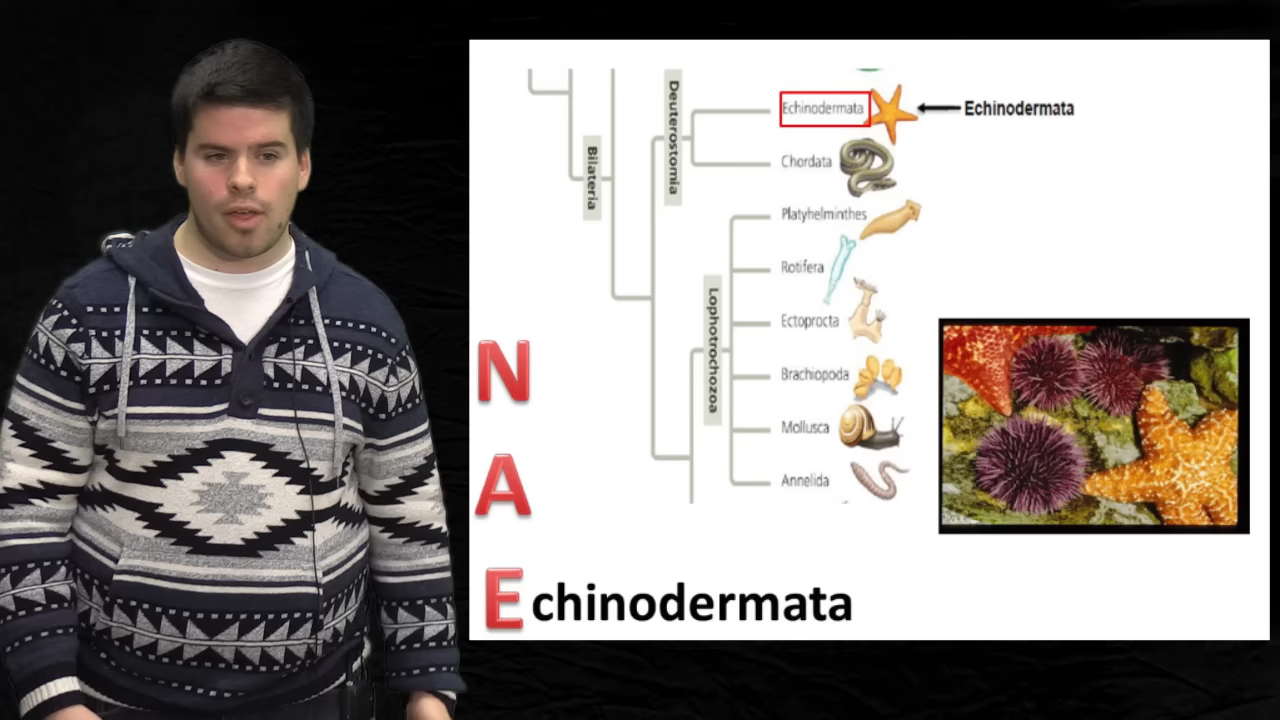 Deuterostomia
Echinodermata
Echinodermata
Bilateria
Chordata
Platyhelminthes
Rotifera
Lophotrochozoa
Ectoprocta
Brachiopoda
Mollusca
Annelida
N
A
Echinodermata